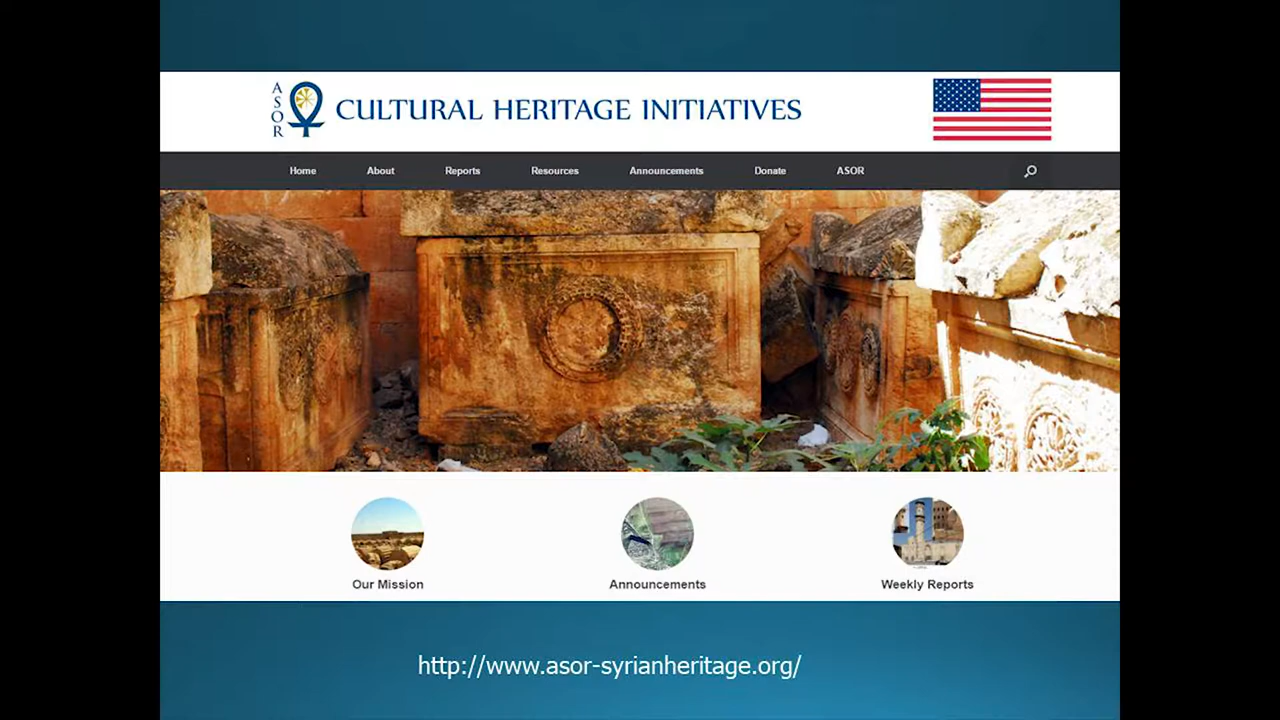 ASOR
CULTURAL HERITAGE INITIATIVES
Home About Reports Resources Announcements Donate ASOR
Our Mission Announcements Weekly Reports
http://www.asor-syrianheritage.org/